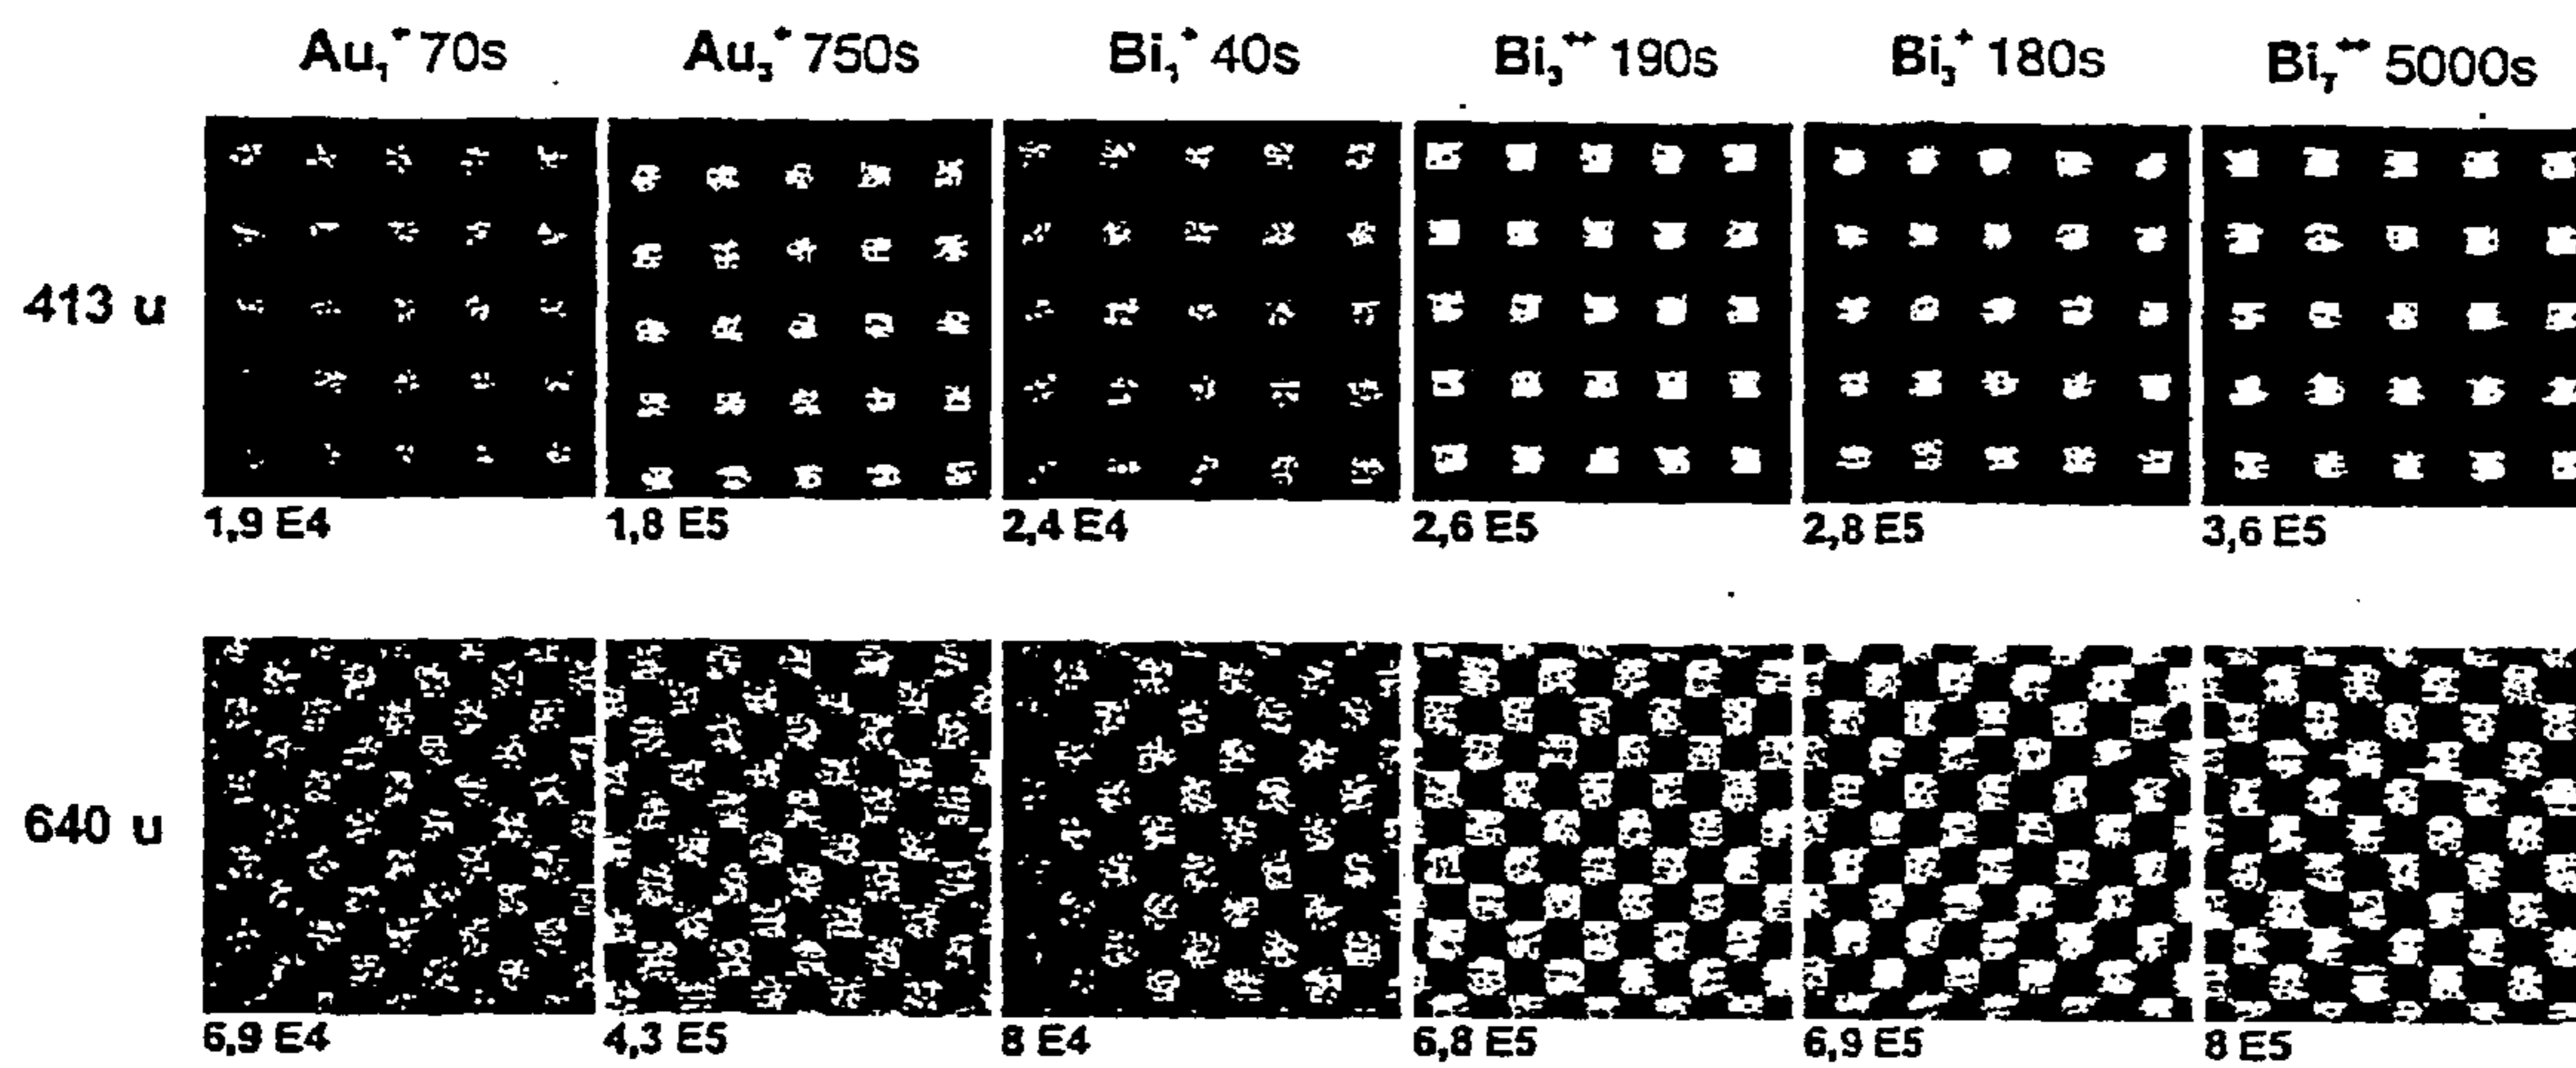 Au₁⁺ 70s Au₃⁺ 750s Bi₁⁺ 40s Bi₃⁺⁺ 190s Bi₃⁺ 180s Bi₇⁺⁺ 5000s
413 u
1,9 E4 1,8 E5 2,4 E4 2,6 E5 2,8 E5 3,6 E5
640 u
6,9 E4 4,3 E5 8 E4 6,8 E5 6,9 E5 8 E5